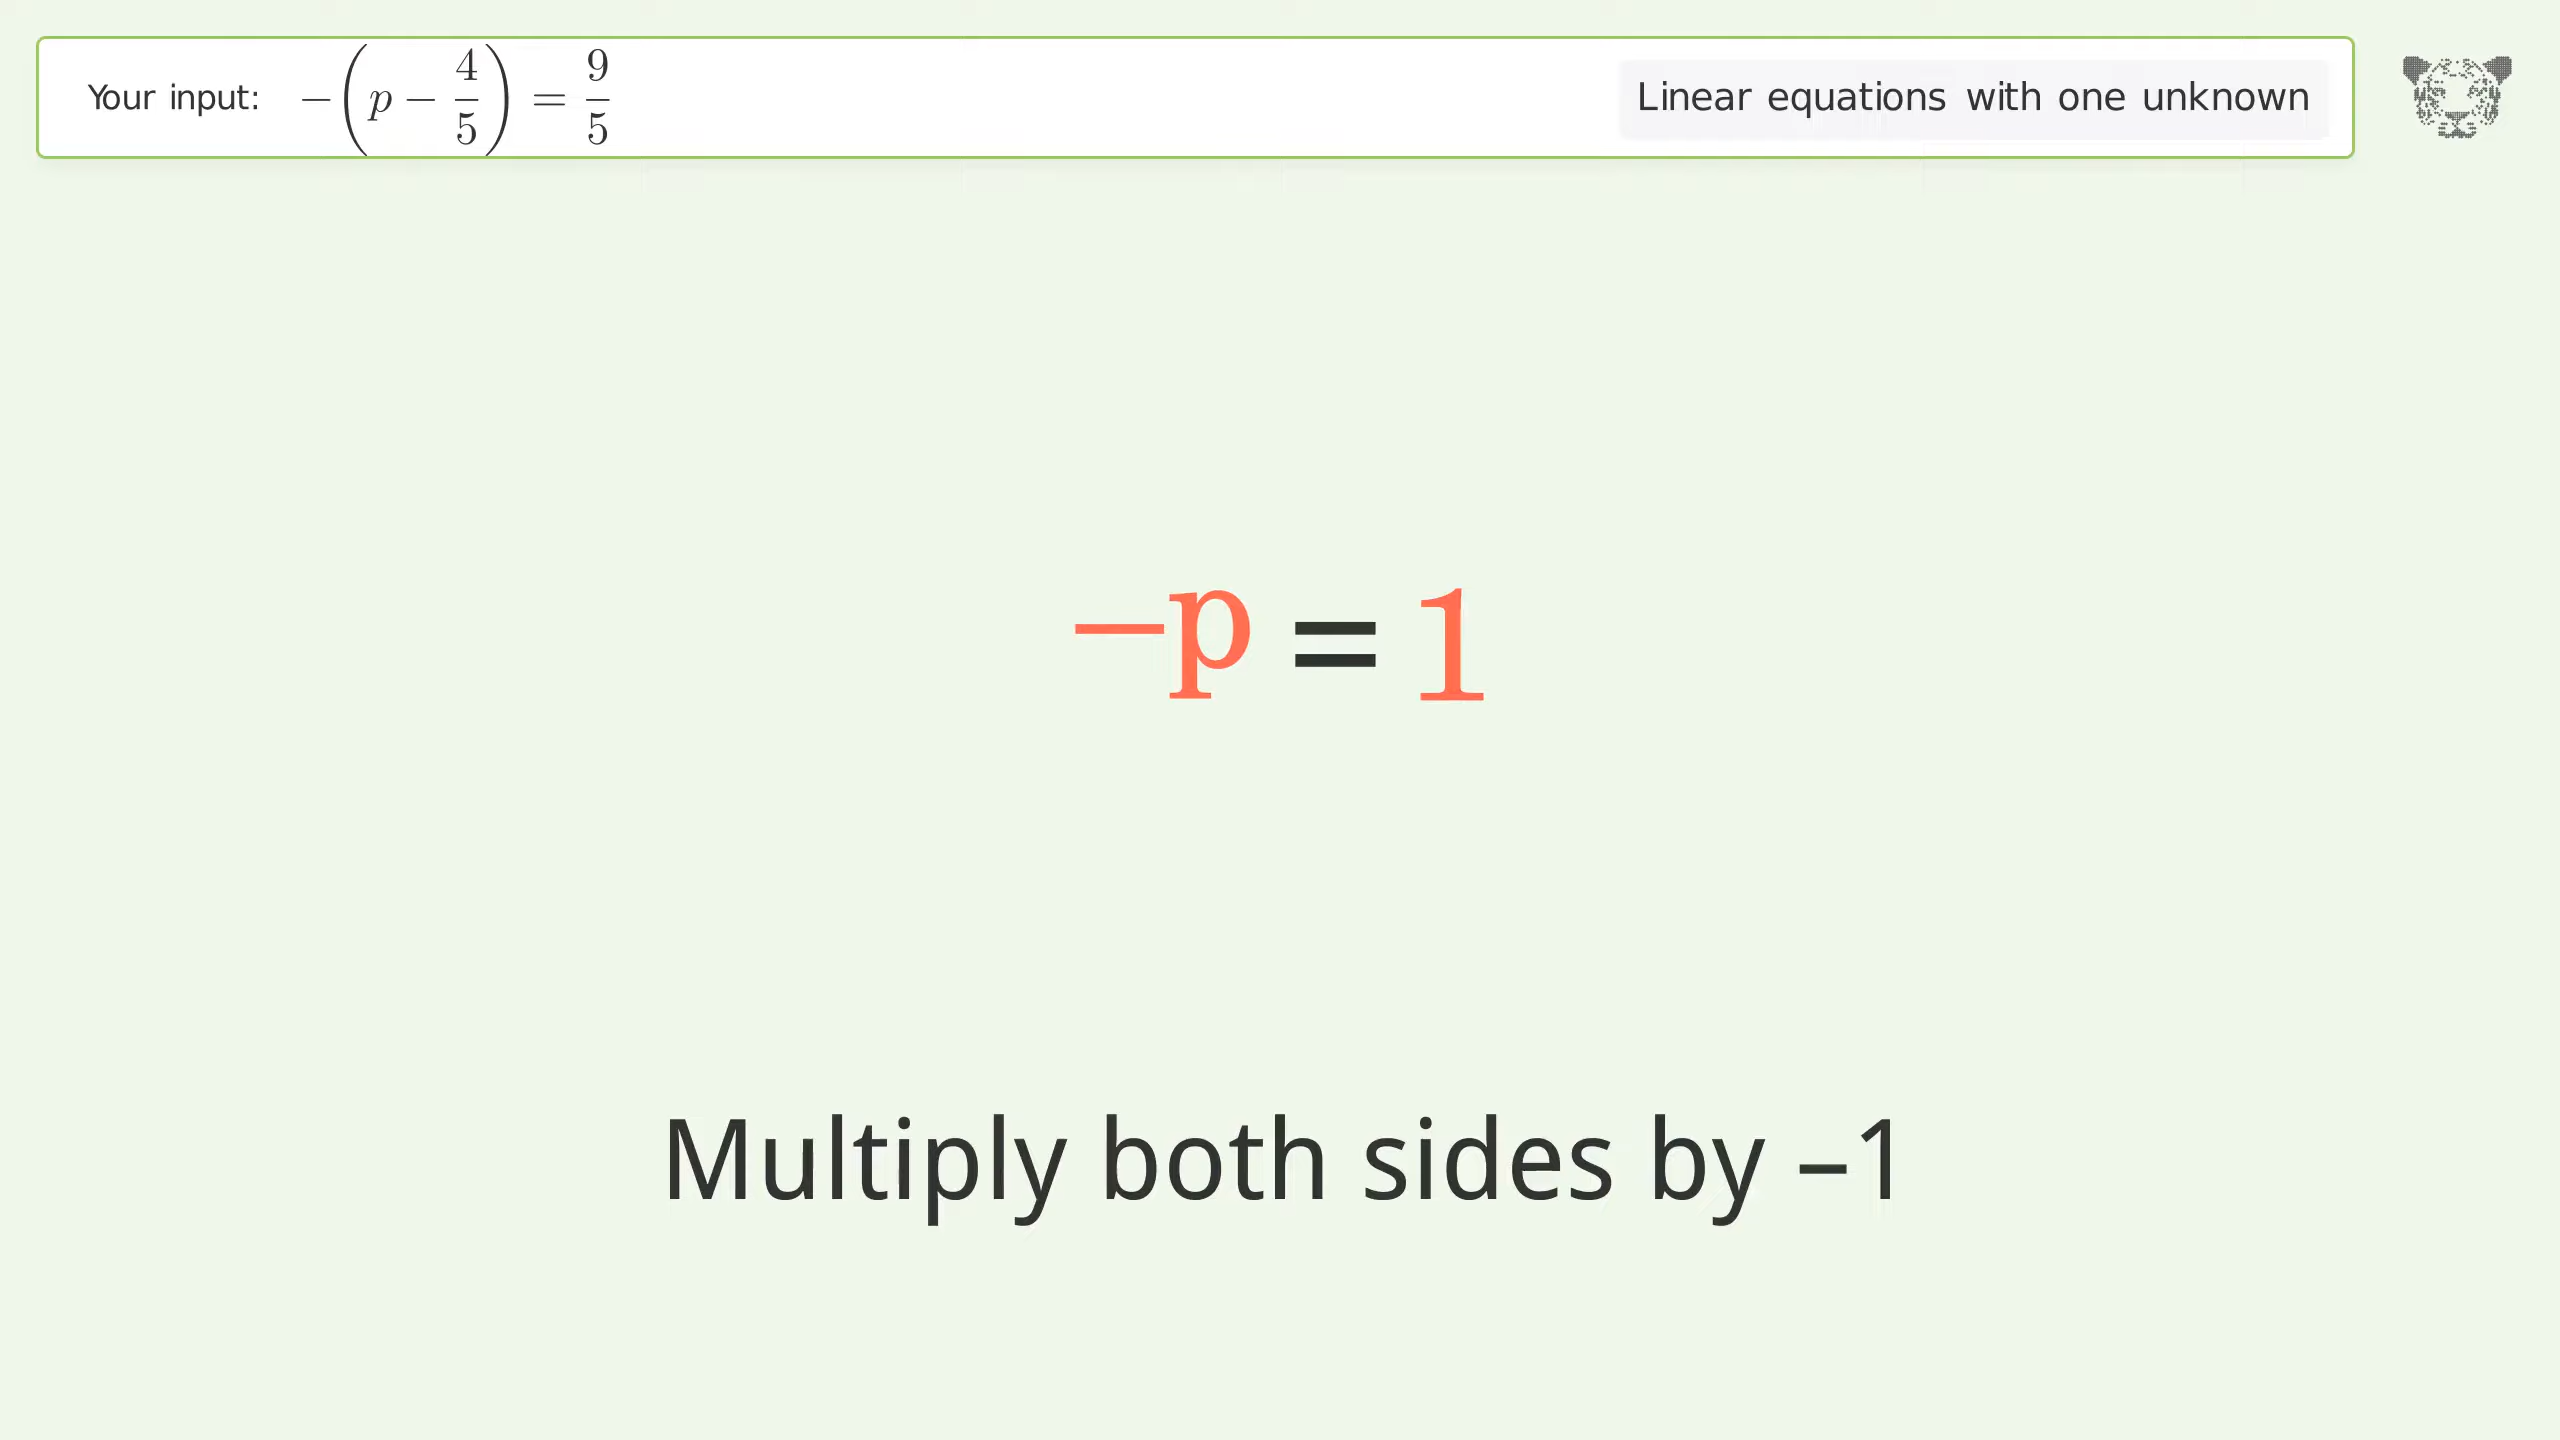 Your input: −(p − 4/5) = 9/5
Linear equations with one unknown
−p = 1
Multiply both sides by −1